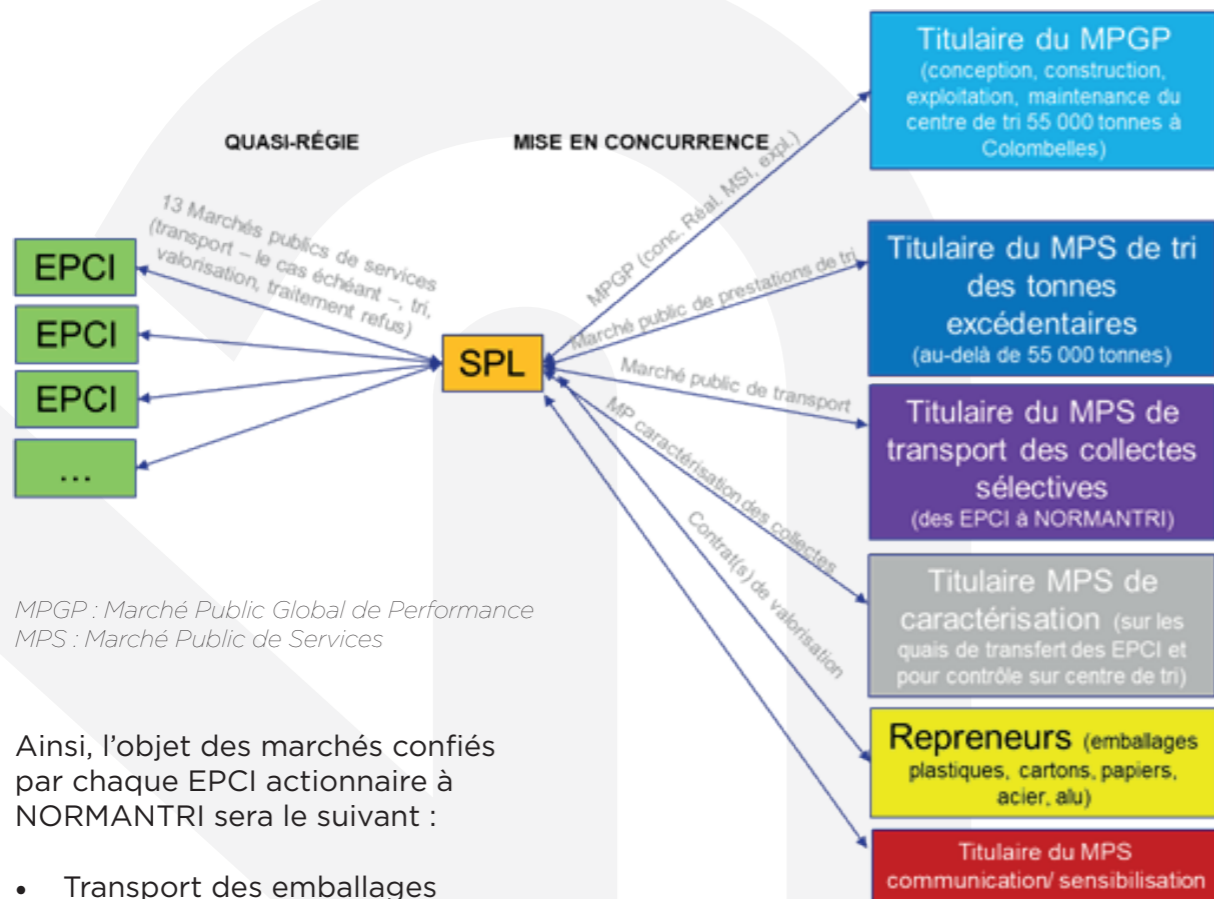 QUASI-RÉGIE
MISE EN CONCURRENCE
13 Marchés publics de services
(transport – le cas échéant –, tri,
valorisation, traitement refus)
EPCI
EPCI
EPCI
...
SPL
MPGP (conc. Réal. MSI, expl.)
Marché public de prestations de tri
Marché public de transport
MP caractérisation des collectes
Contrat(s) de valorisation
Titulaire du MPGP
(conception, construction,
exploitation, maintenance du
centre de tri 55 000 tonnes à
Colombelles)
Titulaire du MPS de tri
des tonnes
excédentaires
(au-delà de 55 000 tonnes)
Titulaire du MPS de
transport des collectes
sélectives
(des EPCI à NORMANTRI)
Titulaire MPS de
caractérisation (sur les
quais de transfert des EPCI et
pour contrôle sur centre de tri)
Repreneurs (emballages
plastiques, cartons, papiers,
acier, alu)
Titulaire du MPS
communication/ sensibilisation
MPGP : Marché Public Global de Performance
MPS : Marché Public de Services
Ainsi, l'objet des marchés confiés
par chaque EPCI actionnaire à
NORMANTRI sera le suivant :
• Transport des emballages